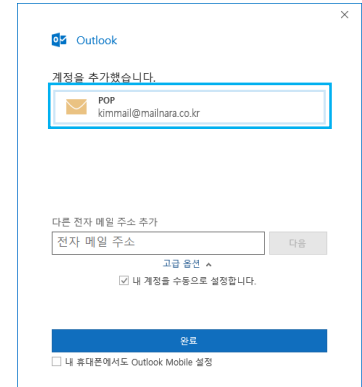 Outlook
계정을 추가했습니다.
POP
kimmail@mailnara.co.kr
다른 전자 메일 주소 추가
전자 메일 주소
다음
고급 옵션
내 계정을 수동으로 설정합니다.
완료
내 휴대폰에서도 Outlook Mobile 설정